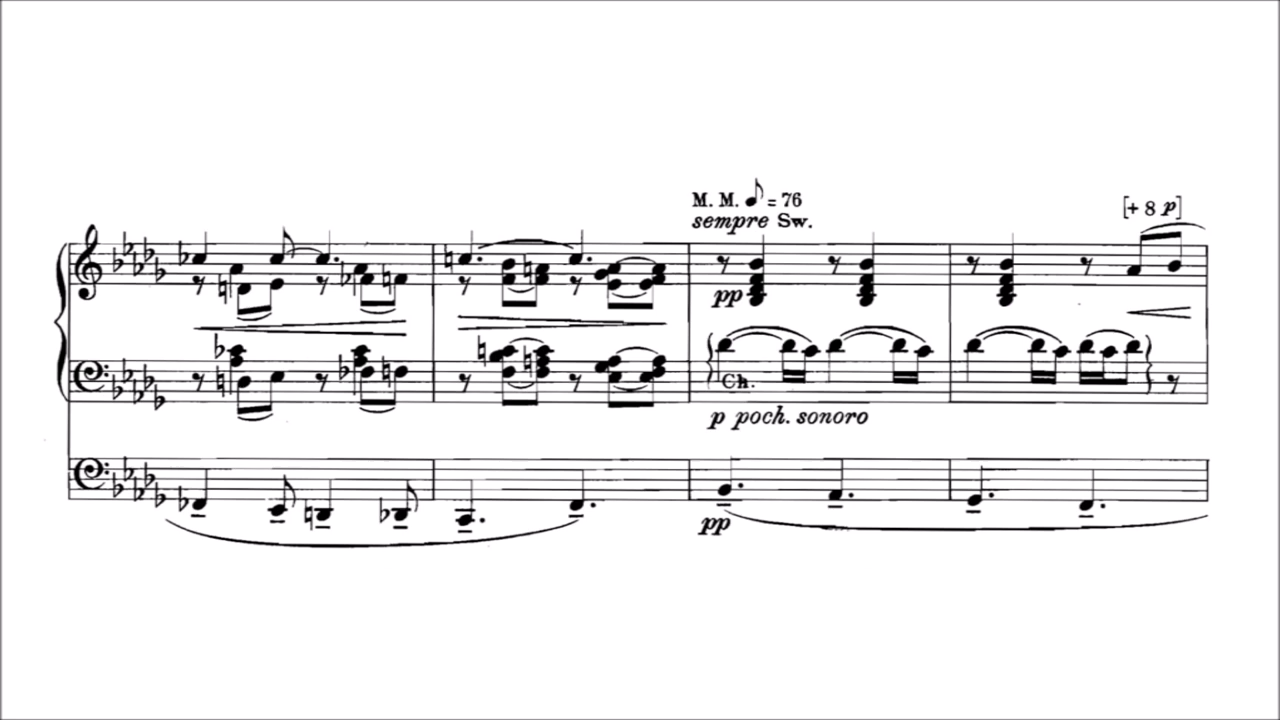 M. M. ♪ = 76
sempre Sw.
[+ 8 p]
pp
Ch.
p poch. sonoro
pp